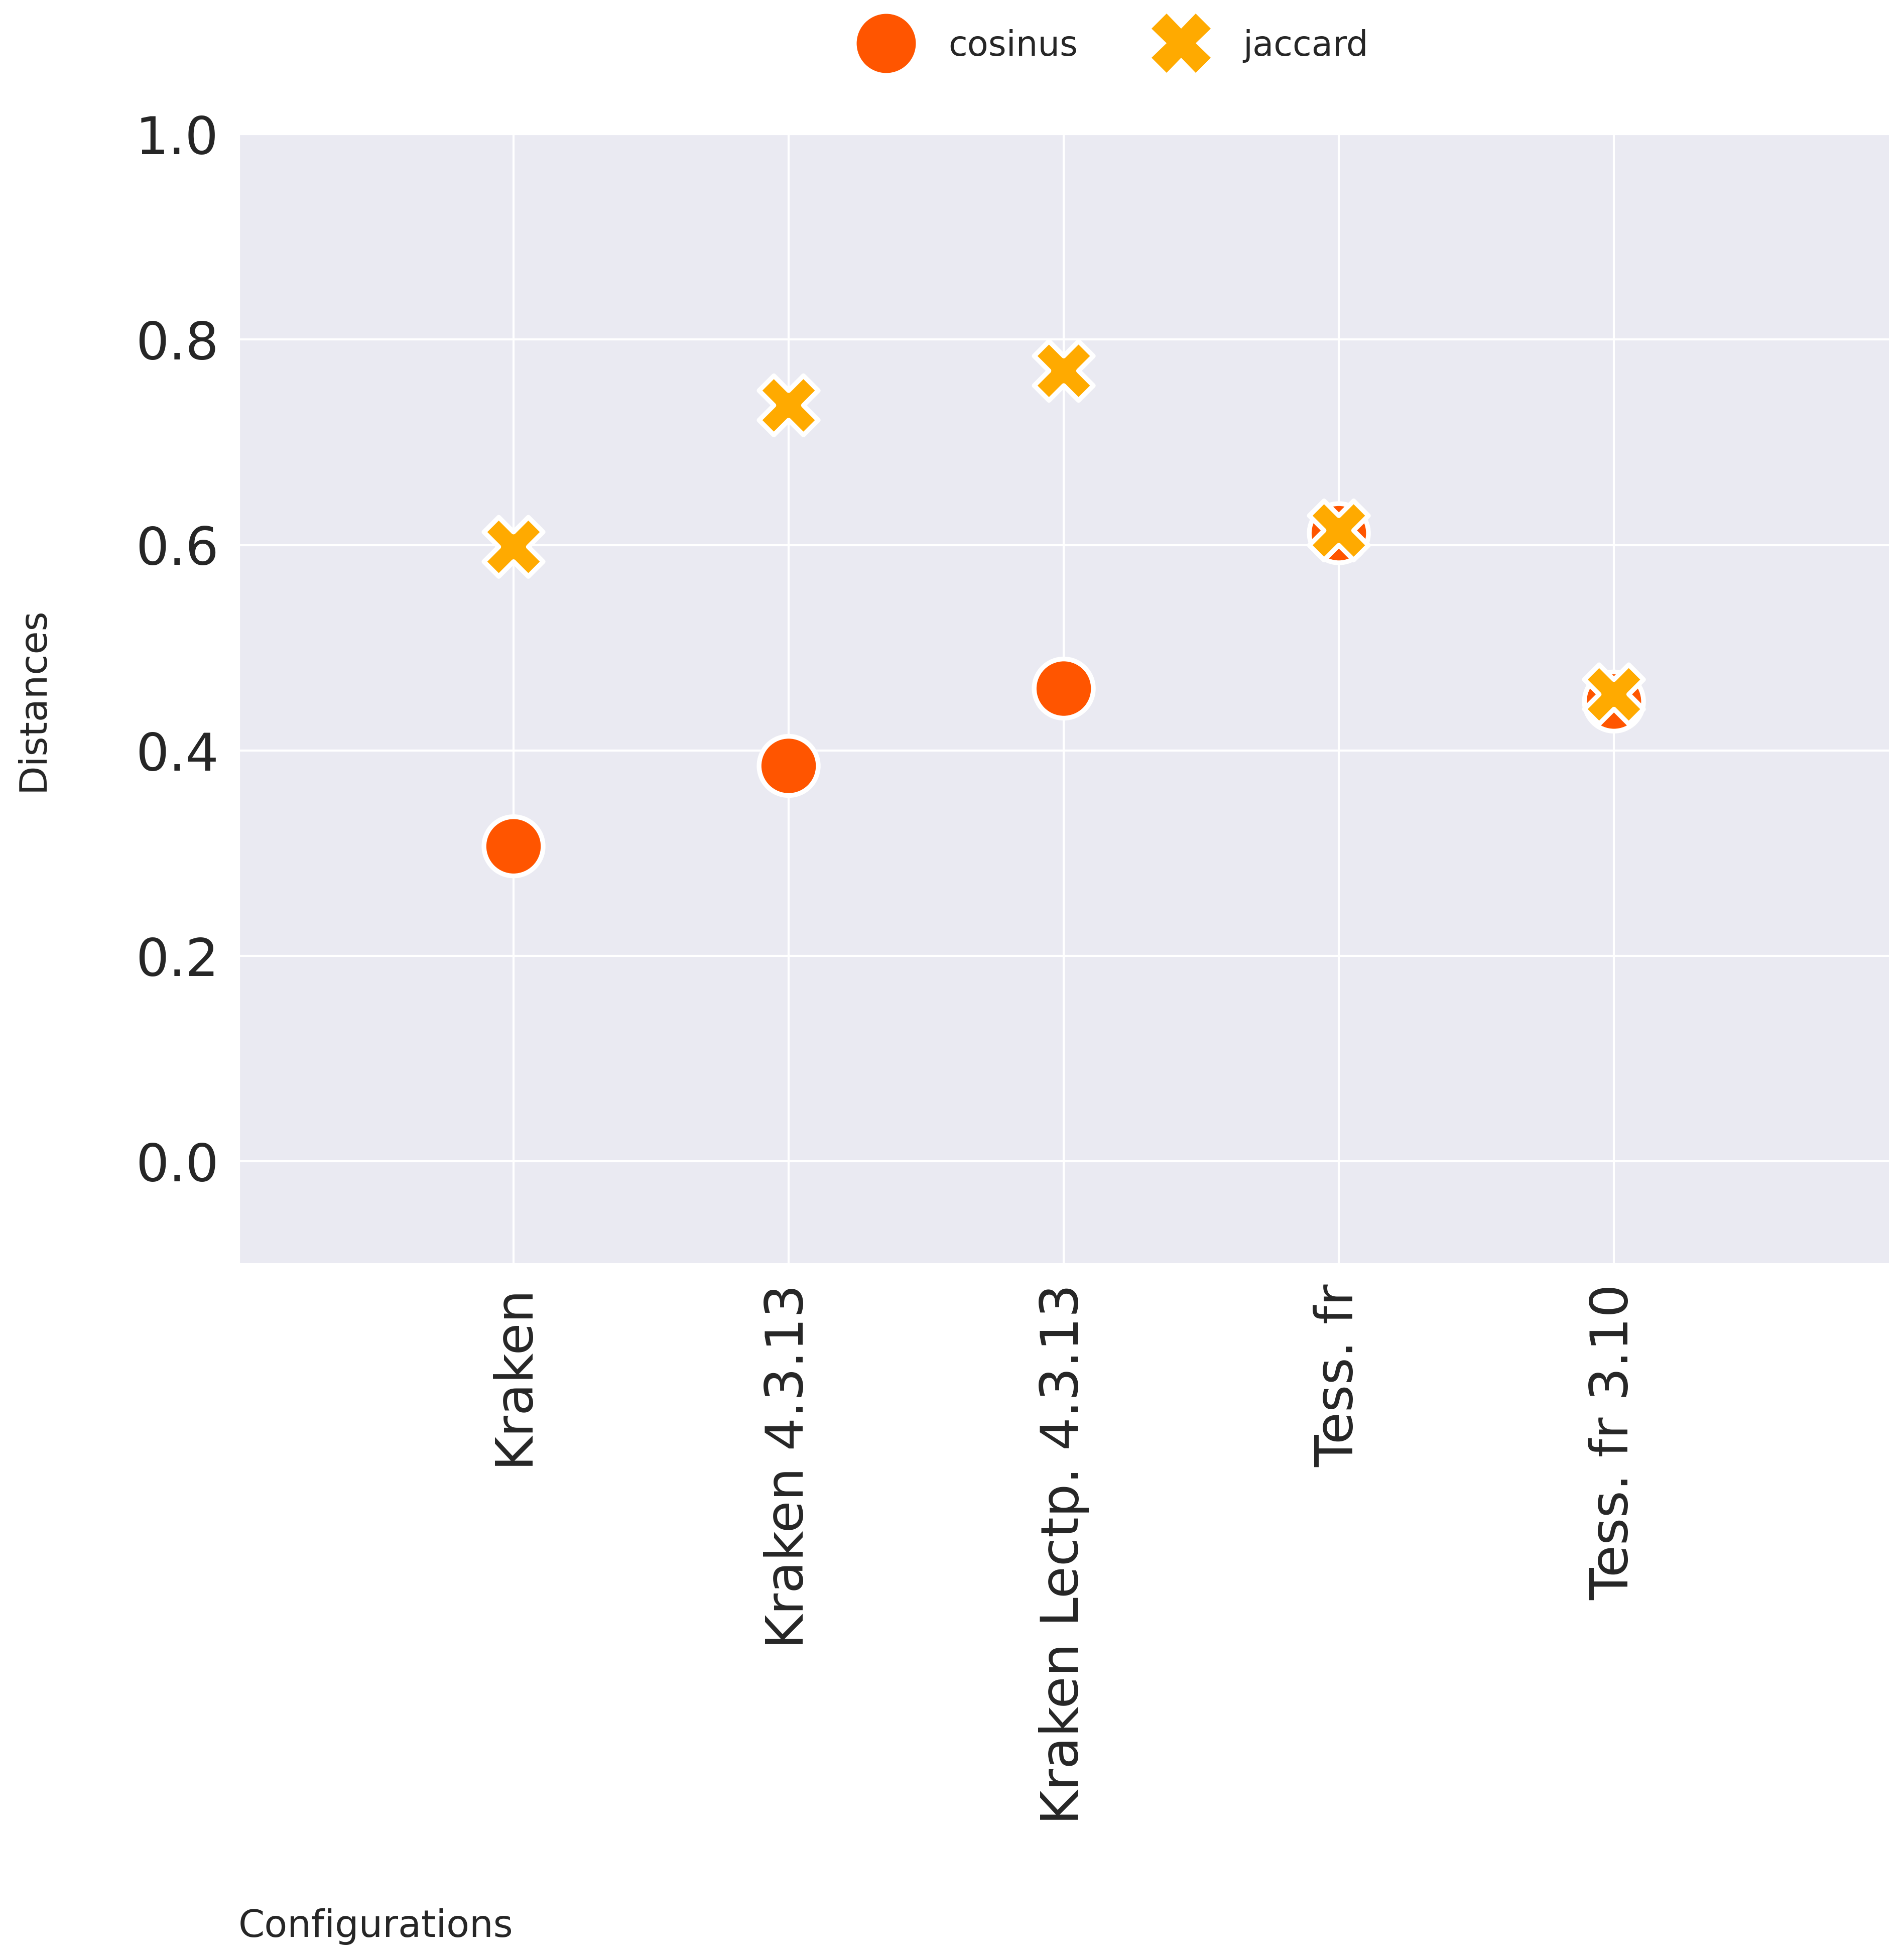 cosinus jaccard
1.0
0.8
0.6
0.4
0.2
0.0
Distances
Kraken
Kraken 4.3.13
Kraken Lectp. 4.3.13
Tess. fr
Tess. fr 3.10
Configurations